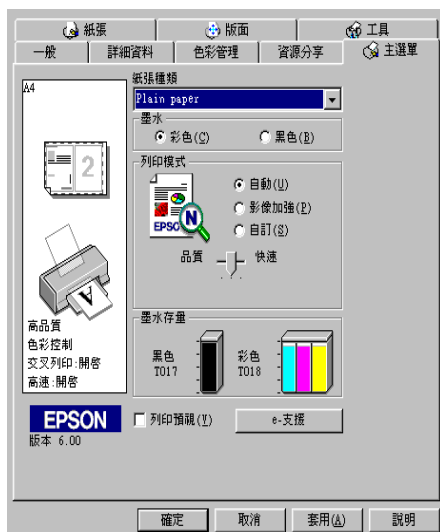 紙張
版面
工具
一般
詳細資料
色彩管理
資源分享
主選單
A4
2
A
高品質
色彩控制
交叉列印:開啓
高速:開啓
EPSON
版本 6.00
紙張種類
Plain paper
墨水
彩色(C)
黑色(B)
列印模式
EPSO
N
自動(U)
影像加強(P)
自訂(S)
品質
快速
墨水存量
黑色
T017
彩色
T018
列印預視(V)
e-支援
確定
取消
套用(A)
說明